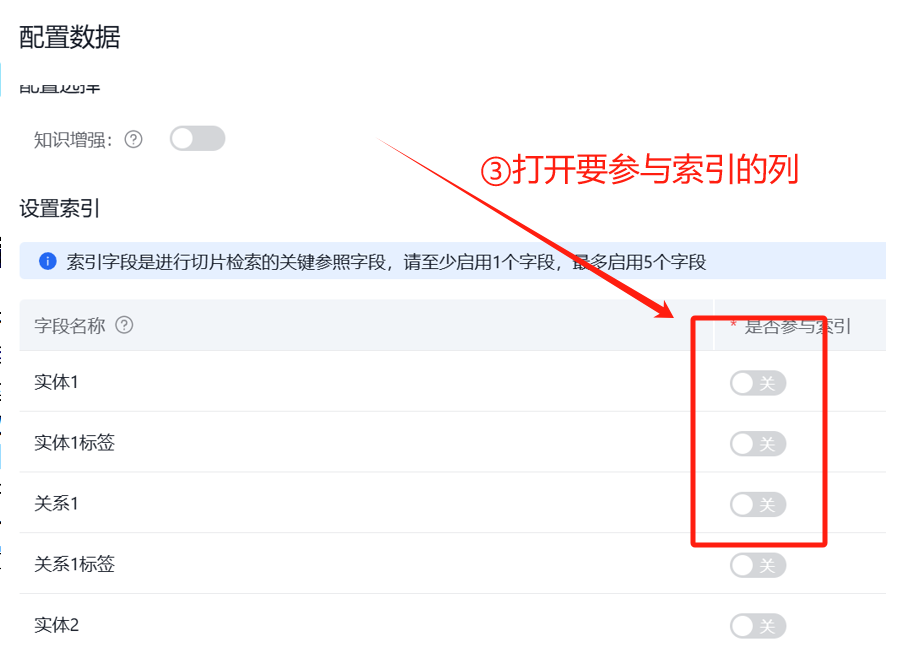 配置数据
配置选择
知识增强：
③打开要参与索引的列
设置索引
索引字段是进行切片检索的关键参照字段，请至少启用1个字段，最多启用5个字段
字段名称
* 是否参与索引
实体1
关
实体1标签
关
关系1
关
关系1标签
关
实体2
关